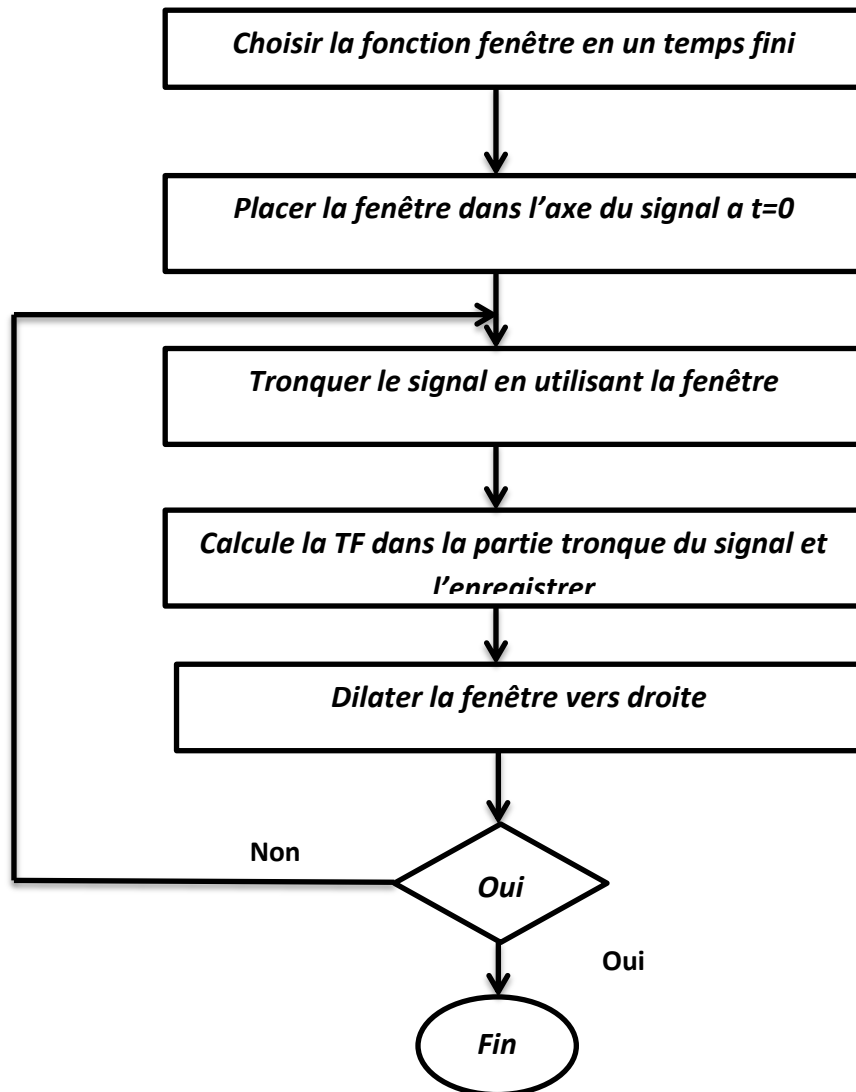 Choisir la fonction fenêtre en un temps fini
Placer la fenêtre dans l'axe du signal a t=0
Tronquer le signal en utilisant la fenêtre
Calcule la TF dans la partie tronque du signal et
l'enregistrer
Dilater la fenêtre vers droite
Non
Oui
Oui
Fin